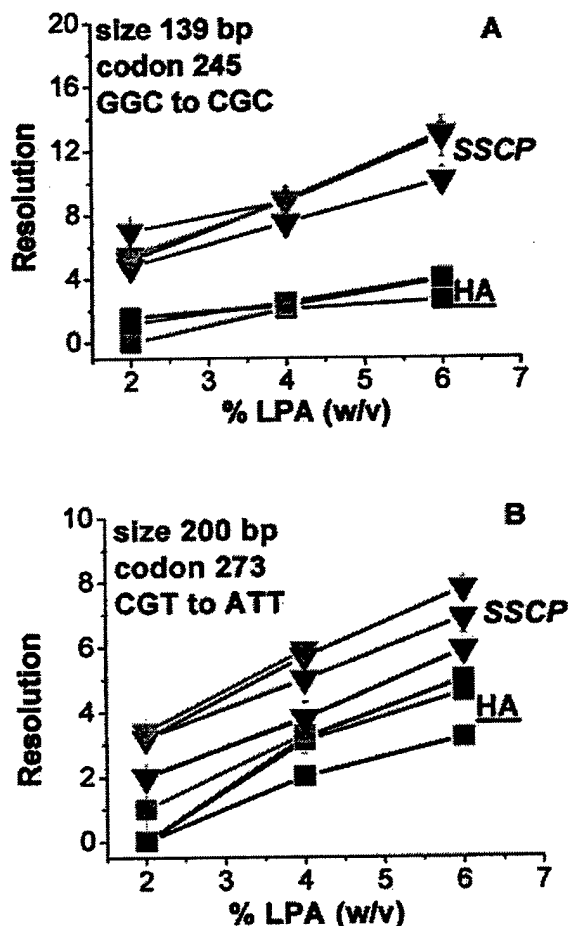 A
size 139 bp
codon 245
GGC to CGC
SSCP
HA
Resolution
20
16
12
8
4
0
2 3 4 5 6 7
% LPA (w/v)
B
size 200 bp
codon 273
CGT to ATT
SSCP
HA
Resolution
10
8
6
4
2
0
2 3 4 5 6 7
% LPA (w/v)